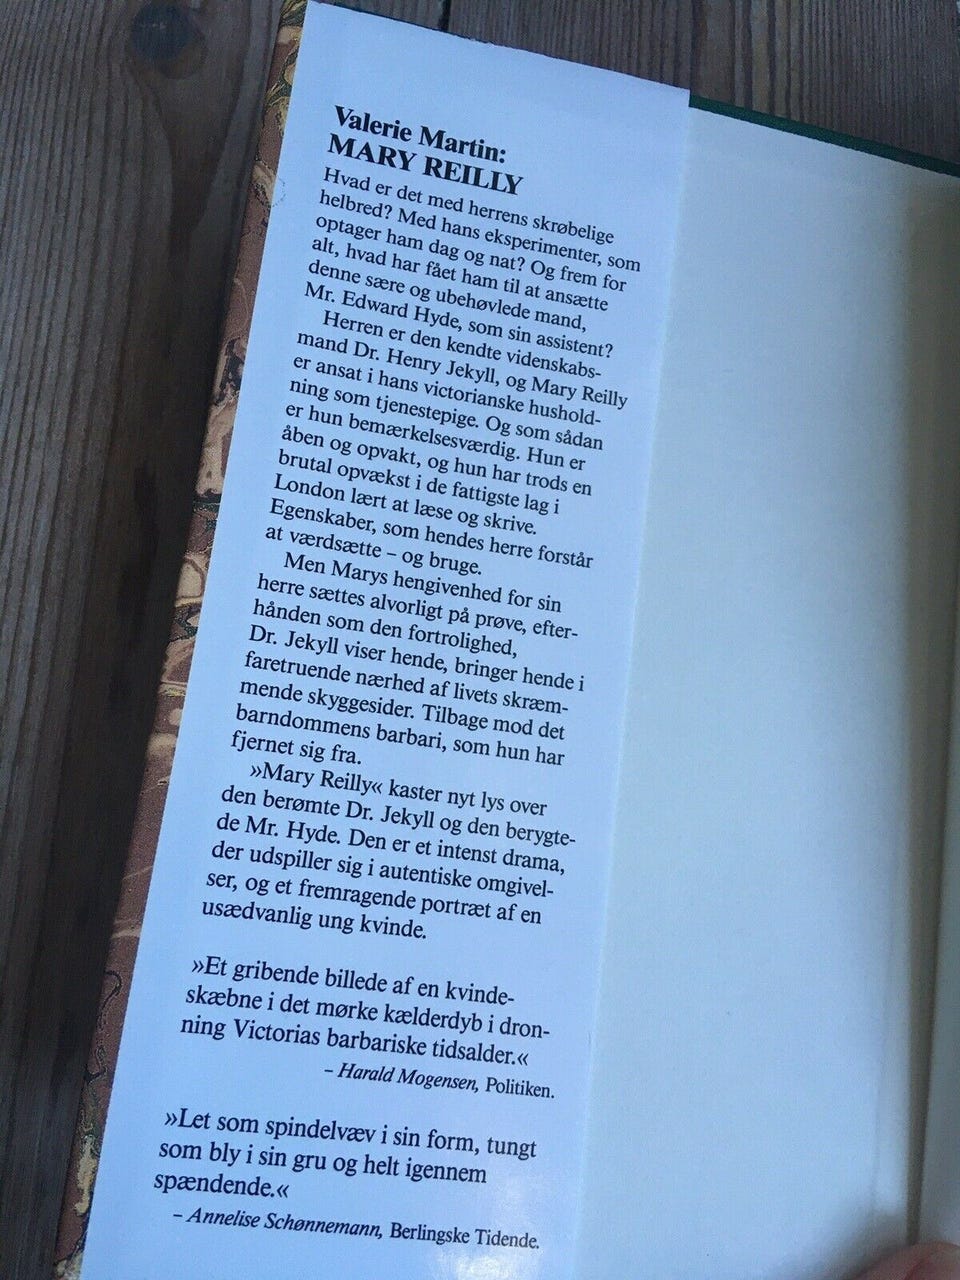 Valerie Martin:
MARY REILLY
Hvad er det med herrens skrøbelige
helbred? Med hans eksperimenter, som
optager ham dag og nat? Og frem for
alt, hvad har fået ham til at ansætte
denne sære og ubehøvlede mand,
Mr. Edward Hyde, som sin assistent?
Herren er den kendte videnskabs-
mand Dr. Henry Jekyll, og Mary Reilly
er ansat i hans victorianske hushold-
ning som tjenestepige. Og som sådan
er hun bemærkelsesværdig. Hun er
åben og opvakt, og hun har trods en
brutal opvækst i de fattigste lag i
London lært at læse og skrive.
Egenskaber, som hendes herre forstår
at værdsætte – og bruge.
Men Marys hengivenhed for sin
herre sættes alvorligt på prøve, efter-
hånden som den fortrolighed,
Dr. Jekyll viser hende, bringer hende i
faretruende nærhed af livets skræm-
mende skyggesider. Tilbage mod det
barndommens barbari, som hun har
fjernet sig fra.
»Mary Reilly« kaster nyt lys over
den berømte Dr. Jekyll og den berygte-
de Mr. Hyde. Den er et intenst drama,
der udspiller sig i autentiske omgivel-
ser, og et fremragende portræt af en
usædvanlig ung kvinde.
»Et gribende billede af en kvinde-
skæbne i det mørke kælderdyb i dron-
ning Victorias barbariske tidsalder.«
– Harald Mogensen, Politiken.
»Let som spindelvæv i sin form, tungt
som bly i sin gru og helt igennem
spændende.«
– Annelise Schønnemann, Berlingske Tidende.